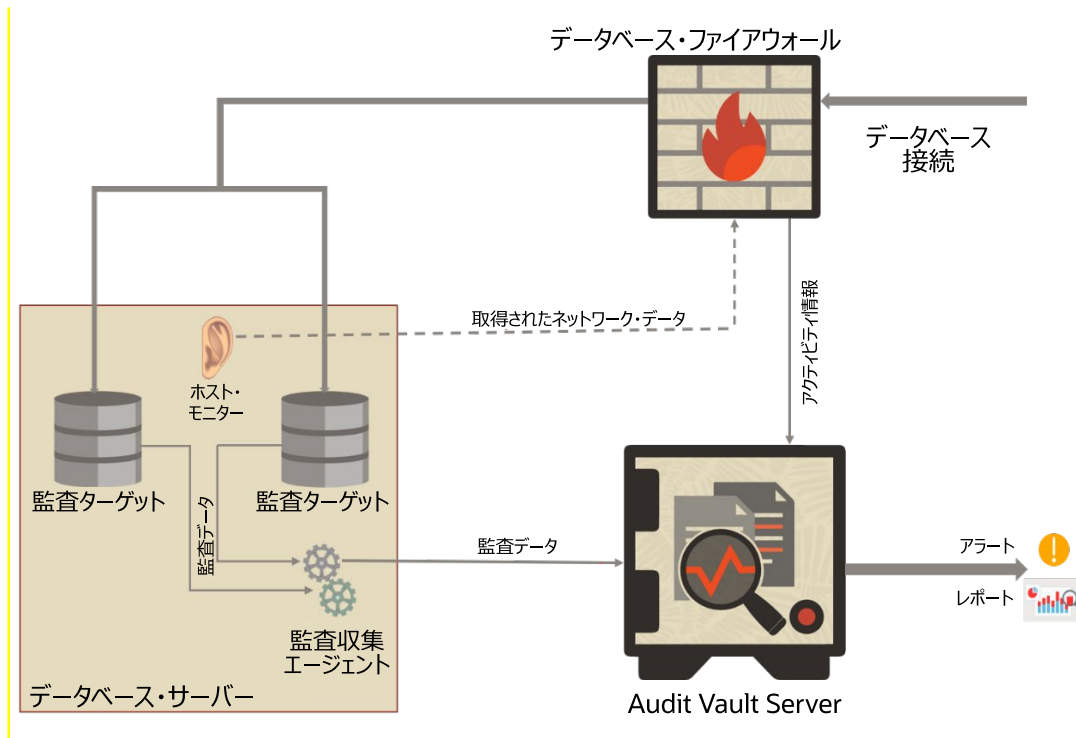 データベース・ファイアウォール
データベース
接続
取得されたネットワーク・データ
アクティビティ情報
ホスト・
モニター
監査ターゲット
監査ターゲット
監査データ
監査データ
アラート
レポート
監査収集
エージェント
データベース・サーバー
Audit Vault Server